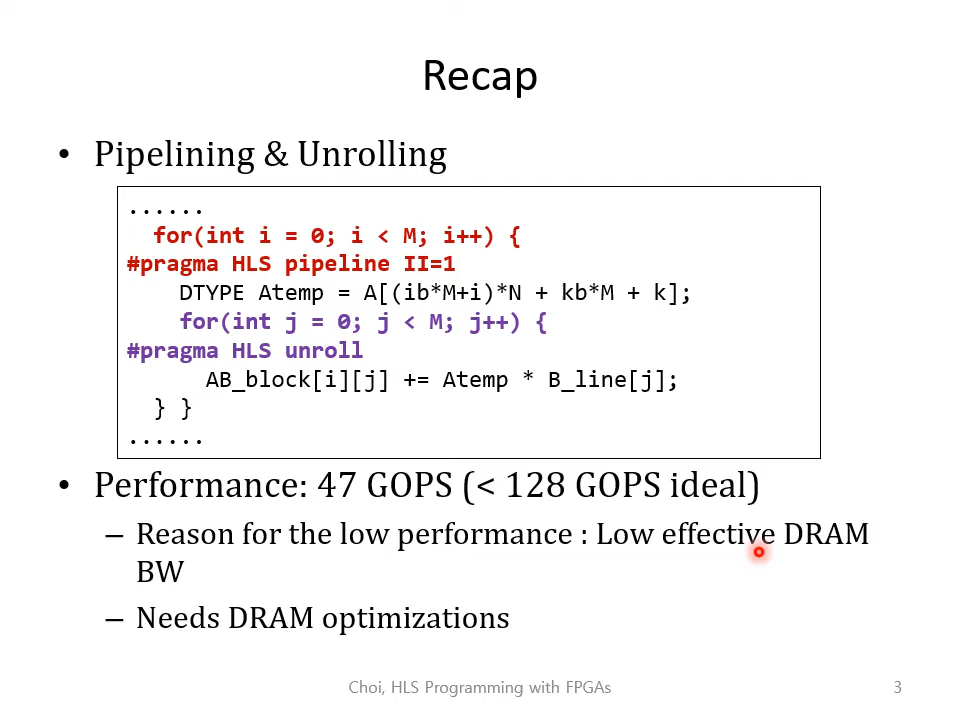 Recap
• Pipelining & Unrolling
......
for(int i = 0; i < M; i++) {
#pragma HLS pipeline II=1
DTYPE Atemp = A[(ib*M+i)*N + kb*M + k];
for(int j = 0; j < M; j++) {
#pragma HLS unroll
AB_block[i][j] += Atemp * B_line[j];
} }
......
• Performance: 47 GOPS (< 128 GOPS ideal)
– Reason for the low performance : Low effective DRAM
BW
– Needs DRAM optimizations
Choi, HLS Programming with FPGAs
3